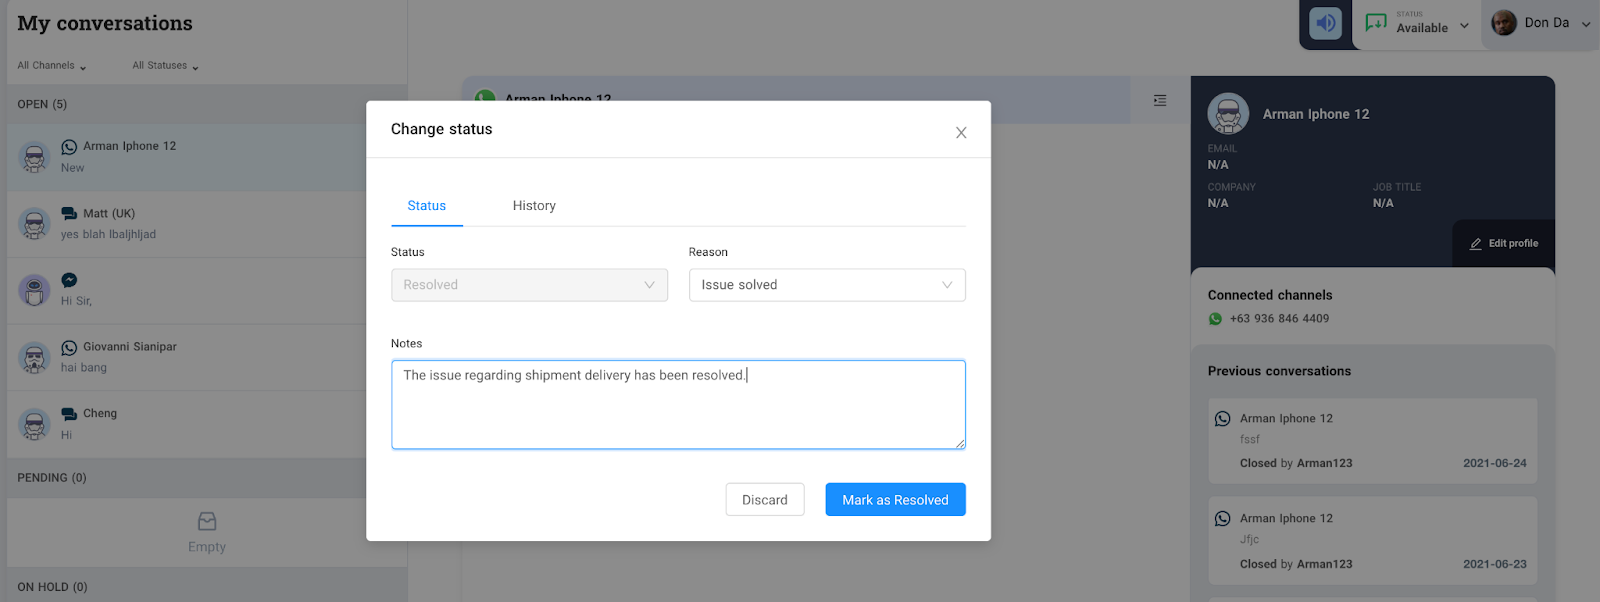 My conversations
All Channels
All Statuses
OPEN (5)
Arman Iphone 12
New
Matt (UK)
yes blah lbaljhljad
Hi Sir,
Giovanni Sianipar
hai bang
Cheng
Hi
PENDING (0)
Empty
ON HOLD (0)
STATUS
Available
Don Da
Arman Iphone 12
Change status
Status
History
Status
Reason
Resolved
Issue solved
Notes
The issue regarding shipment delivery has been resolved.
Discard
Mark as Resolved
Arman Iphone 12
EMAIL
N/A
COMPANY
JOB TITLE
N/A
N/A
Edit profile
Connected channels
+63 936 846 4409
Previous conversations
Arman Iphone 12
fssf
Closed by Arman123
2021-06-24
Arman Iphone 12
Jfjc
Closed by Arman123
2021-06-23